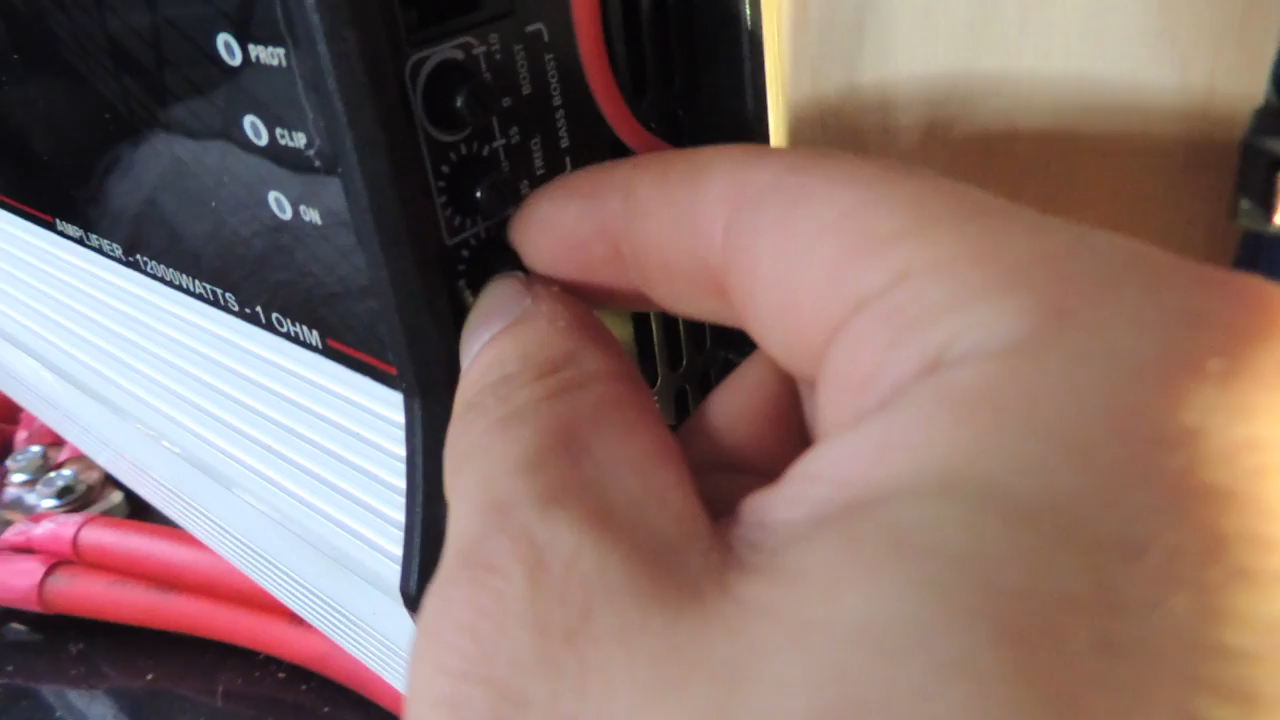 PROT
CLIP
ON
AMPLIFIER - 12000WATTS - 1 OHM
BASS BOOST
BOOST
FREQ.
+10
0